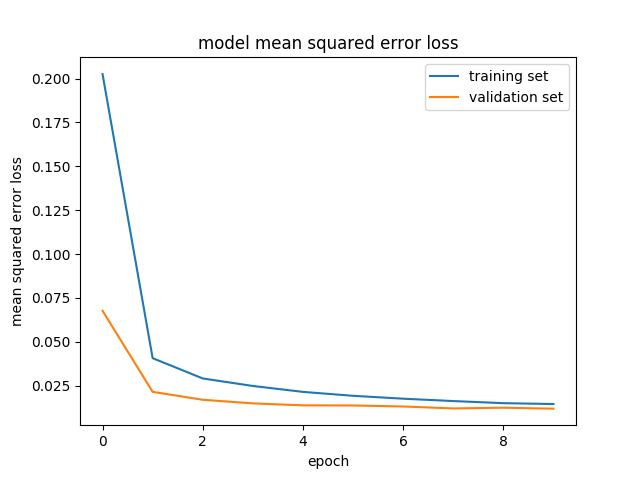 model mean squared error loss
training set
validation set
mean squared error loss
0.200
0.175
0.150
0.125
0.100
0.075
0.050
0.025
0 2 4 6 8
epoch